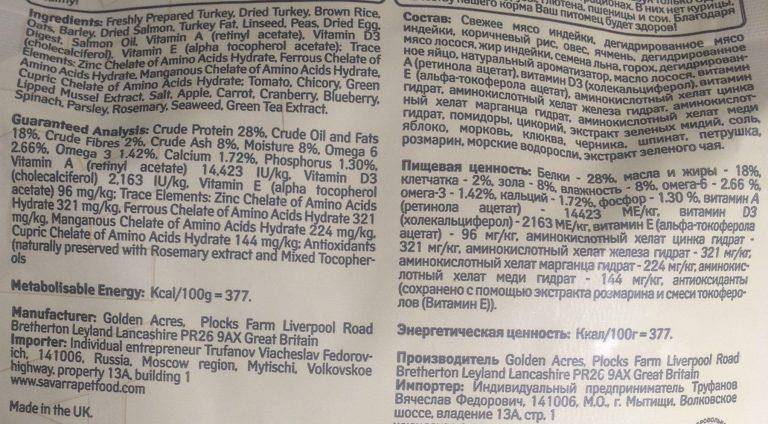 Ingredients: Freshly Prepared Turkey, Dried Turkey, Brown Rice,
Oats, Barley, Dried Salmon, Turkey Fat, Linseed, Peas, Dried Egg,
Digest, Salmon Oil. Vitamin A (retinyl acetate), Vitamin D3
(cholecalciferol), Vitamin E (alpha tocopherol acetate); Trace
Elements: Zinc Chelate of Amino Acids Hydrate, Ferrous Chelate of
Amino Acids Hydrate, Manganous Chelate of Amino Acids Hydrate,
Cupric Chelate of Amino Acids Hydrate; Tomato, Chicory, Green
Lipped Mussel Extract, Salt, Apple, Carrot, Cranberry, Blueberry,
Spinach, Parsley, Rosemary, Seaweed, Green Tea Extract.
Guaranteed Analysis: Crude Protein 28%, Crude Oil and Fats
18%, Crude Fibres 2%, Crude Ash 8%, Moisture 8%, Omega 6
2.66%, Omega 3 1.42%, Calcium 1.72%, Phosphorus 1.30%,
Vitamin A (retinyl acetate) 14,423 IU/kg, Vitamin D3
(cholecalciferol) 2,163 IU/kg, Vitamin E (alpha tocopherol
acetate) 96 mg/kg; Trace Elements: Zinc Chelate of Amino Acids
Hydrate 321 mg/kg, Ferrous Chelate of Amino Acids Hydrate 321
mg/kg, Manganous Chelate of Amino Acids Hydrate 224 mg/kg,
Cupric Chelate of Amino Acids Hydrate 144 mg/kg; Antioxidants
(naturally preserved with Rosemary extract and Mixed Tocopher-
ols
Metabolisable Energy: Kcal/100g = 377.
Manufacturer: Golden Acres, Plocks Farm Liverpool Road
Bretherton Leyland Lancashire PR26 9AX Great Britain
Importer: Individual entrepreneur Trufanov Viacheslav Fedorov-
ich, 141006, Russia, Moscow region, Mytischi, Volkovskoe
highway, property 13A, building 1
www.savarrapetfood.com
Made in the UK.
нашего корма Ваш питомец будет здоров!
глютена, пшеницы и сои. Благодаря
Состав: Свежее мясо индейки, дегидрированное мясо
индейки, коричневый рис, овес, ячмень, дегидрированное
мясо лосося, жир индейки, семена льна, горох, дегидрирован-
ное яйцо, натуральный ароматизатор, масло лосося, витамин
А (ретинола ацетат), витамин D3 (холекальциферол), витамин
Е (альфа-токоферола ацетат), аминокислотный хелат цинка
гидрат, аминокислотный хелат железа гидрат, аминокислот-
ный хелат марганца гидрат, аминокислотный хелат меди
гидрат, помидоры, цикорий, экстракт зеленых мидий, соль,
яблоко, морковь, клюква, черника, шпинат, петрушка,
розмарин, морские водоросли, экстракт зеленого чая.
Пищевая ценность: Белки - 28%, масла и жиры - 18%,
клетчатка - 2%, зола - 8%, влажность - 8%, омега-6 - 2.66 %,
омега-3 - 1.42%, кальций - 1.72%, фосфор - 1.30 %, витамин А
(ретинола ацетат) - 14423 МЕ/кг, витамин D3
(холекальциферол) - 2163 МЕ/кг, витамин Е (альфа-токоферола
ацетат) - 96 мг/кг, аминокислотный хелат цинка гидрат -
321 мг/кг, аминокислотный хелат железа гидрат - 321 мг/кг,
аминокислотный хелат марганца гидрат - 224 мг/кг, аминокис-
лотный хелат меди гидрат - 144 мг/кг, антиоксиданты
(сохранено с помощью экстракта розмарина и смеси токоферо-
лов (Витамин Е)).
Энергетическая ценность: Ккал/100г=377.
Производитель Golden Acres, Plocks Farm Liverpool Road
Bretherton Leyland Lancashire PR26 9AX Great Britain
Импортер: Индивидуальный предприниматель Труфанов
Вячеслав Федорович, 141006, М.О., г. Мытищи, Волковское
шоссе, владение 13А, стр. 1